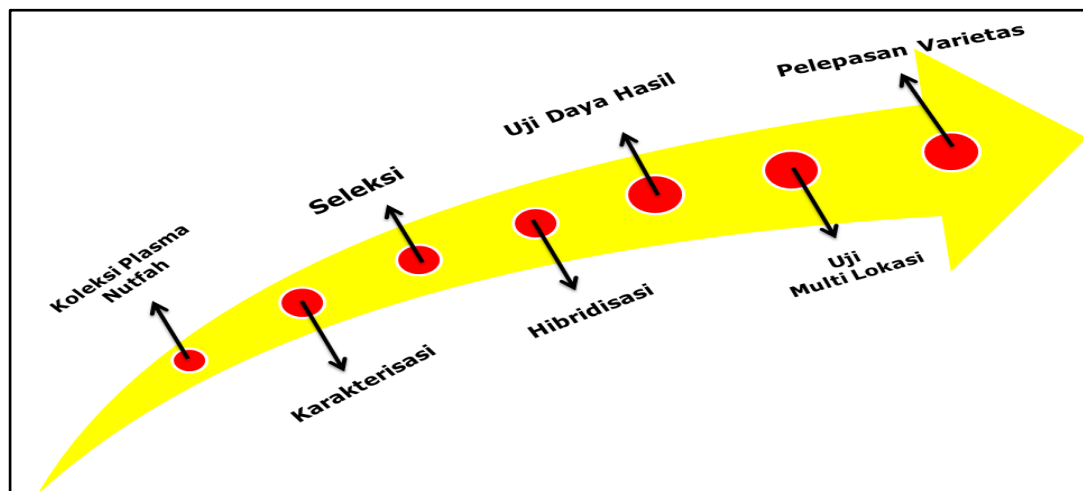 Koleksi Plasma
Nutfah
Karakterisasi
Seleksi
Hibridisasi
Uji Daya Hasil
Uji
Multi Lokasi
Pelepasan Varietas